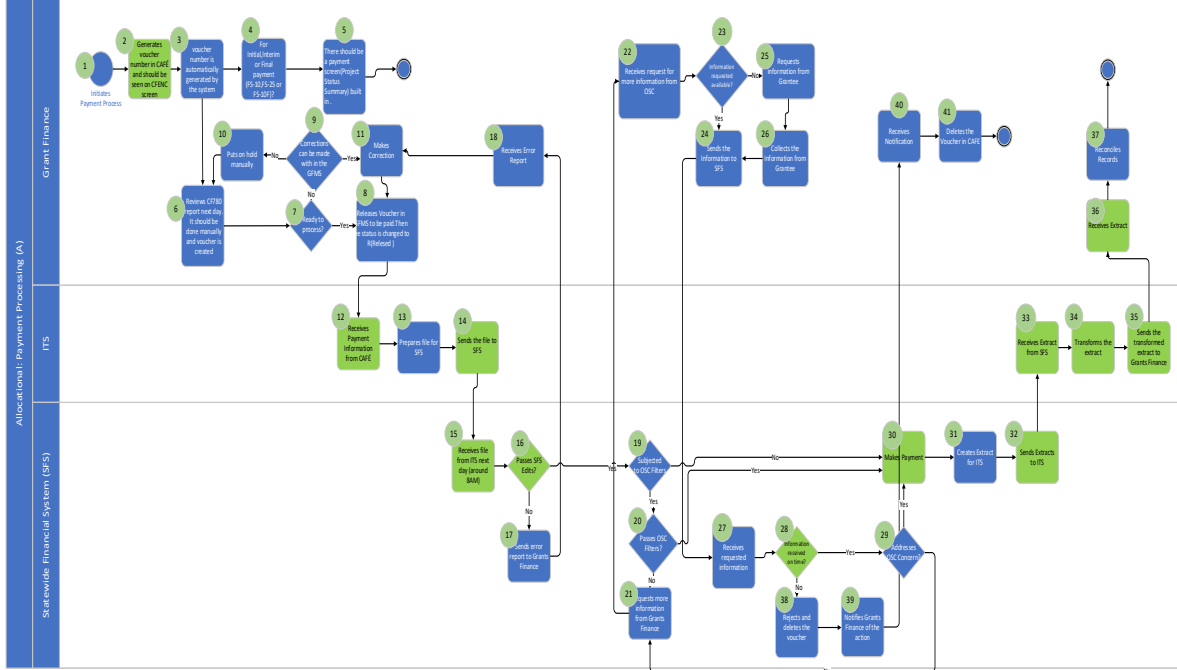 Allocational: Payment Processing (A)
Grant Finance
ITS
Statewide Financial System (SFS)
1
Initiates
Payment Process
2
Generates
voucher
number in CAFÉ
and should be
seen on CFENC
screen
3
voucher
number is
automatically
generated by
the system
4
For
Initial,Interim
or Final
payment
(FS-10,FS-25 or
FS-10F)?
5
There should be
a payment
screen(Project
Status
Summary) built
in .
6
Reviews CF780
report next day.
It should be
done manually
and voucher is
created
7
Ready to
process?
No
Yes
8
Releases Voucher in
GFMS to be paid.Then
e status is changed to
R(Relesed )
9
Corrections
can be made
with in the
GFMS
No
Yes
10
Puts on hold
manually
11
Makes
Correction
18
Receives Error
Report
22
Receives request for
more information from
OSC
23
Information
requested
available?
No
Yes
25
Requests
information from
Grantee
24
Sends the
Information to
SFS
26
Collects the
Information from
Grantee
40
Receives
Notification
41
Deletes the
Voucher in CAFE
37
Reconciles
Records
36
Receives Extract
12
Receives
Payment
Information
from CAFÉ
13
Prepares file for
SFS
14
Sends the file to
SFS
33
Receives Extract
from SFS
34
Transforms the
extract
35
Sends the
transformed
extract to
Grants Finance
15
Receives file
from ITS next
day (around
8AM)
16
Passes SFS
Edits?
Yes
No
17
Sends error
report to Grants
Finance
19
Subjected
to OSC Filters
No
Yes
20
Passes OSC
Filters?
Yes
No
21
quests more
information
from Grants
Finance
27
Receives
requested
information
28
Information
received
on time?
Yes
No
29
Addresses
OSC Concern?
Yes
30
Makes Payment
31
Creates Extract
for ITS
32
Sends Extracts
to ITS
38
Rejects and
deletes the
voucher
39
Notifies Grants
Finance of the
action